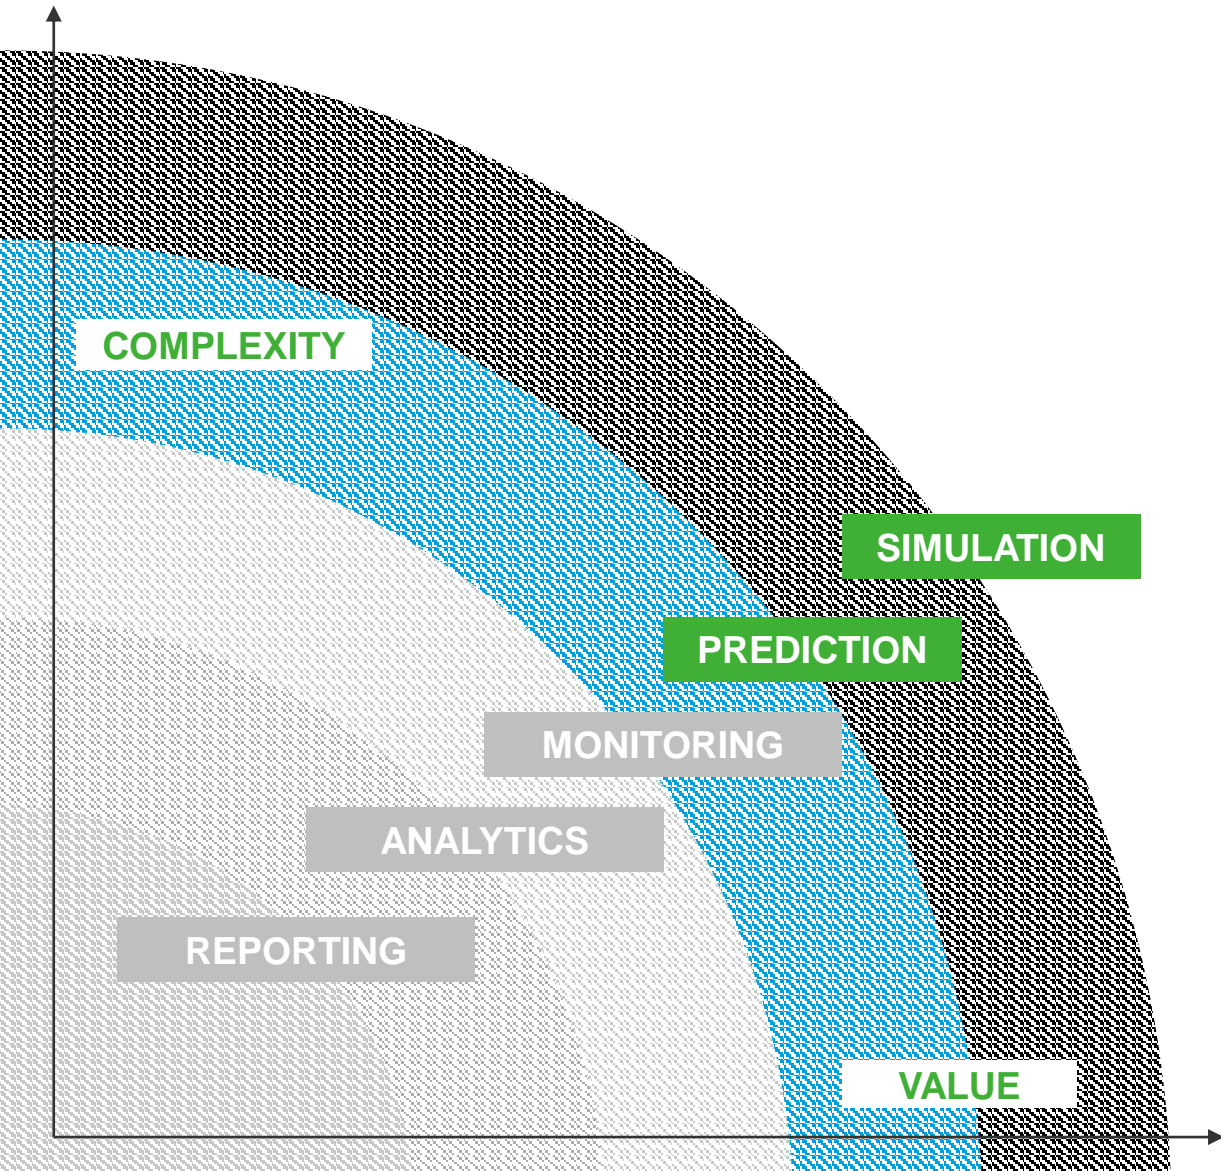 COMPLEXITY
SIMULATION
PREDICTION
MONITORING
ANALYTICS
REPORTING
VALUE